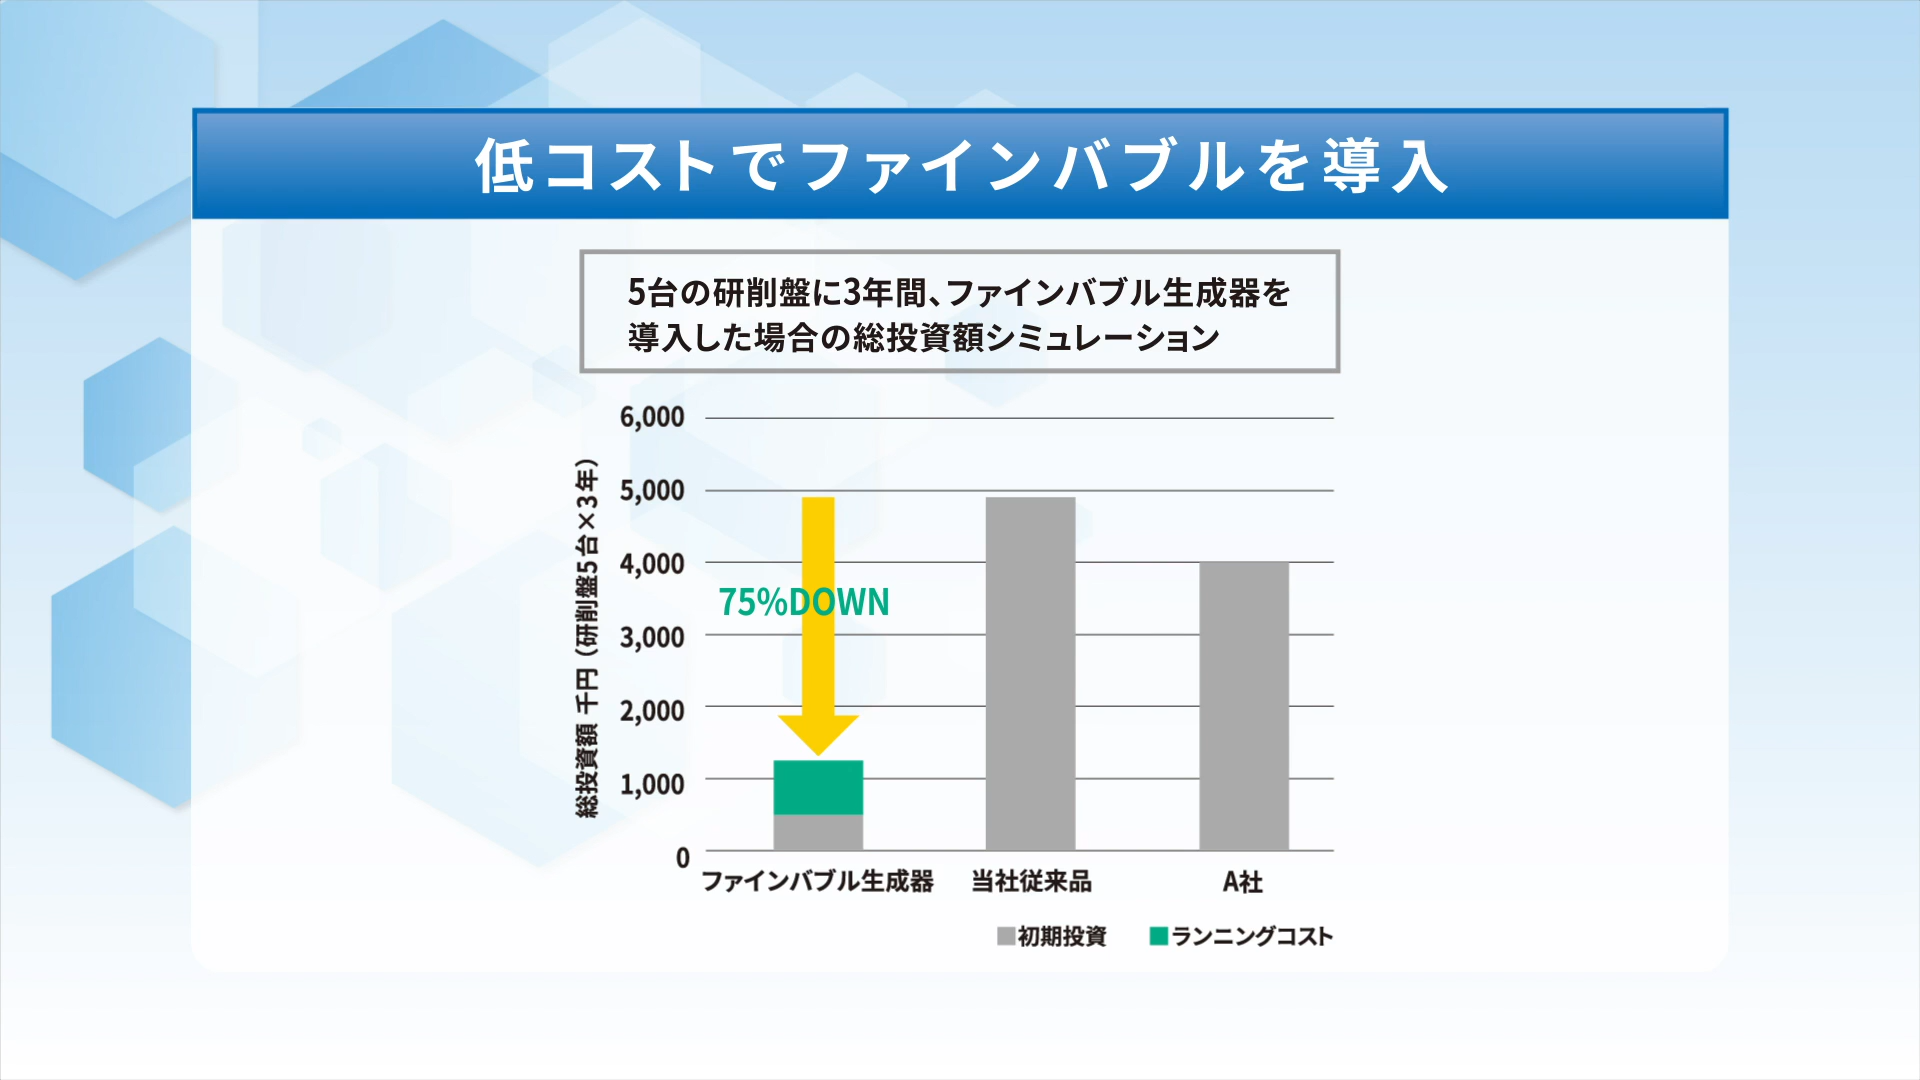 低コストでファインバブルを導入
5台の研削盤に3年間、ファインバブル生成器を
導入した場合の総投資額シミュレーション
総投資額 千円（研削盤5台×3年）
6,000
5,000
4,000
3,000
2,000
1,000
0
75%DOWN
ファインバブル生成器
当社従来品
A社
初期投資
ランニングコスト